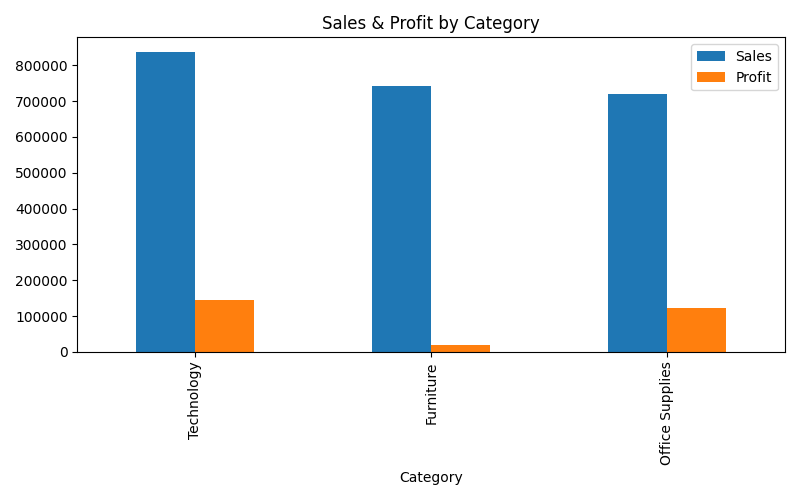 Sales & Profit by Category
Sales
Profit
800000
700000
600000
500000
400000
300000
200000
100000
0
Technology
Furniture
Office Supplies
Category